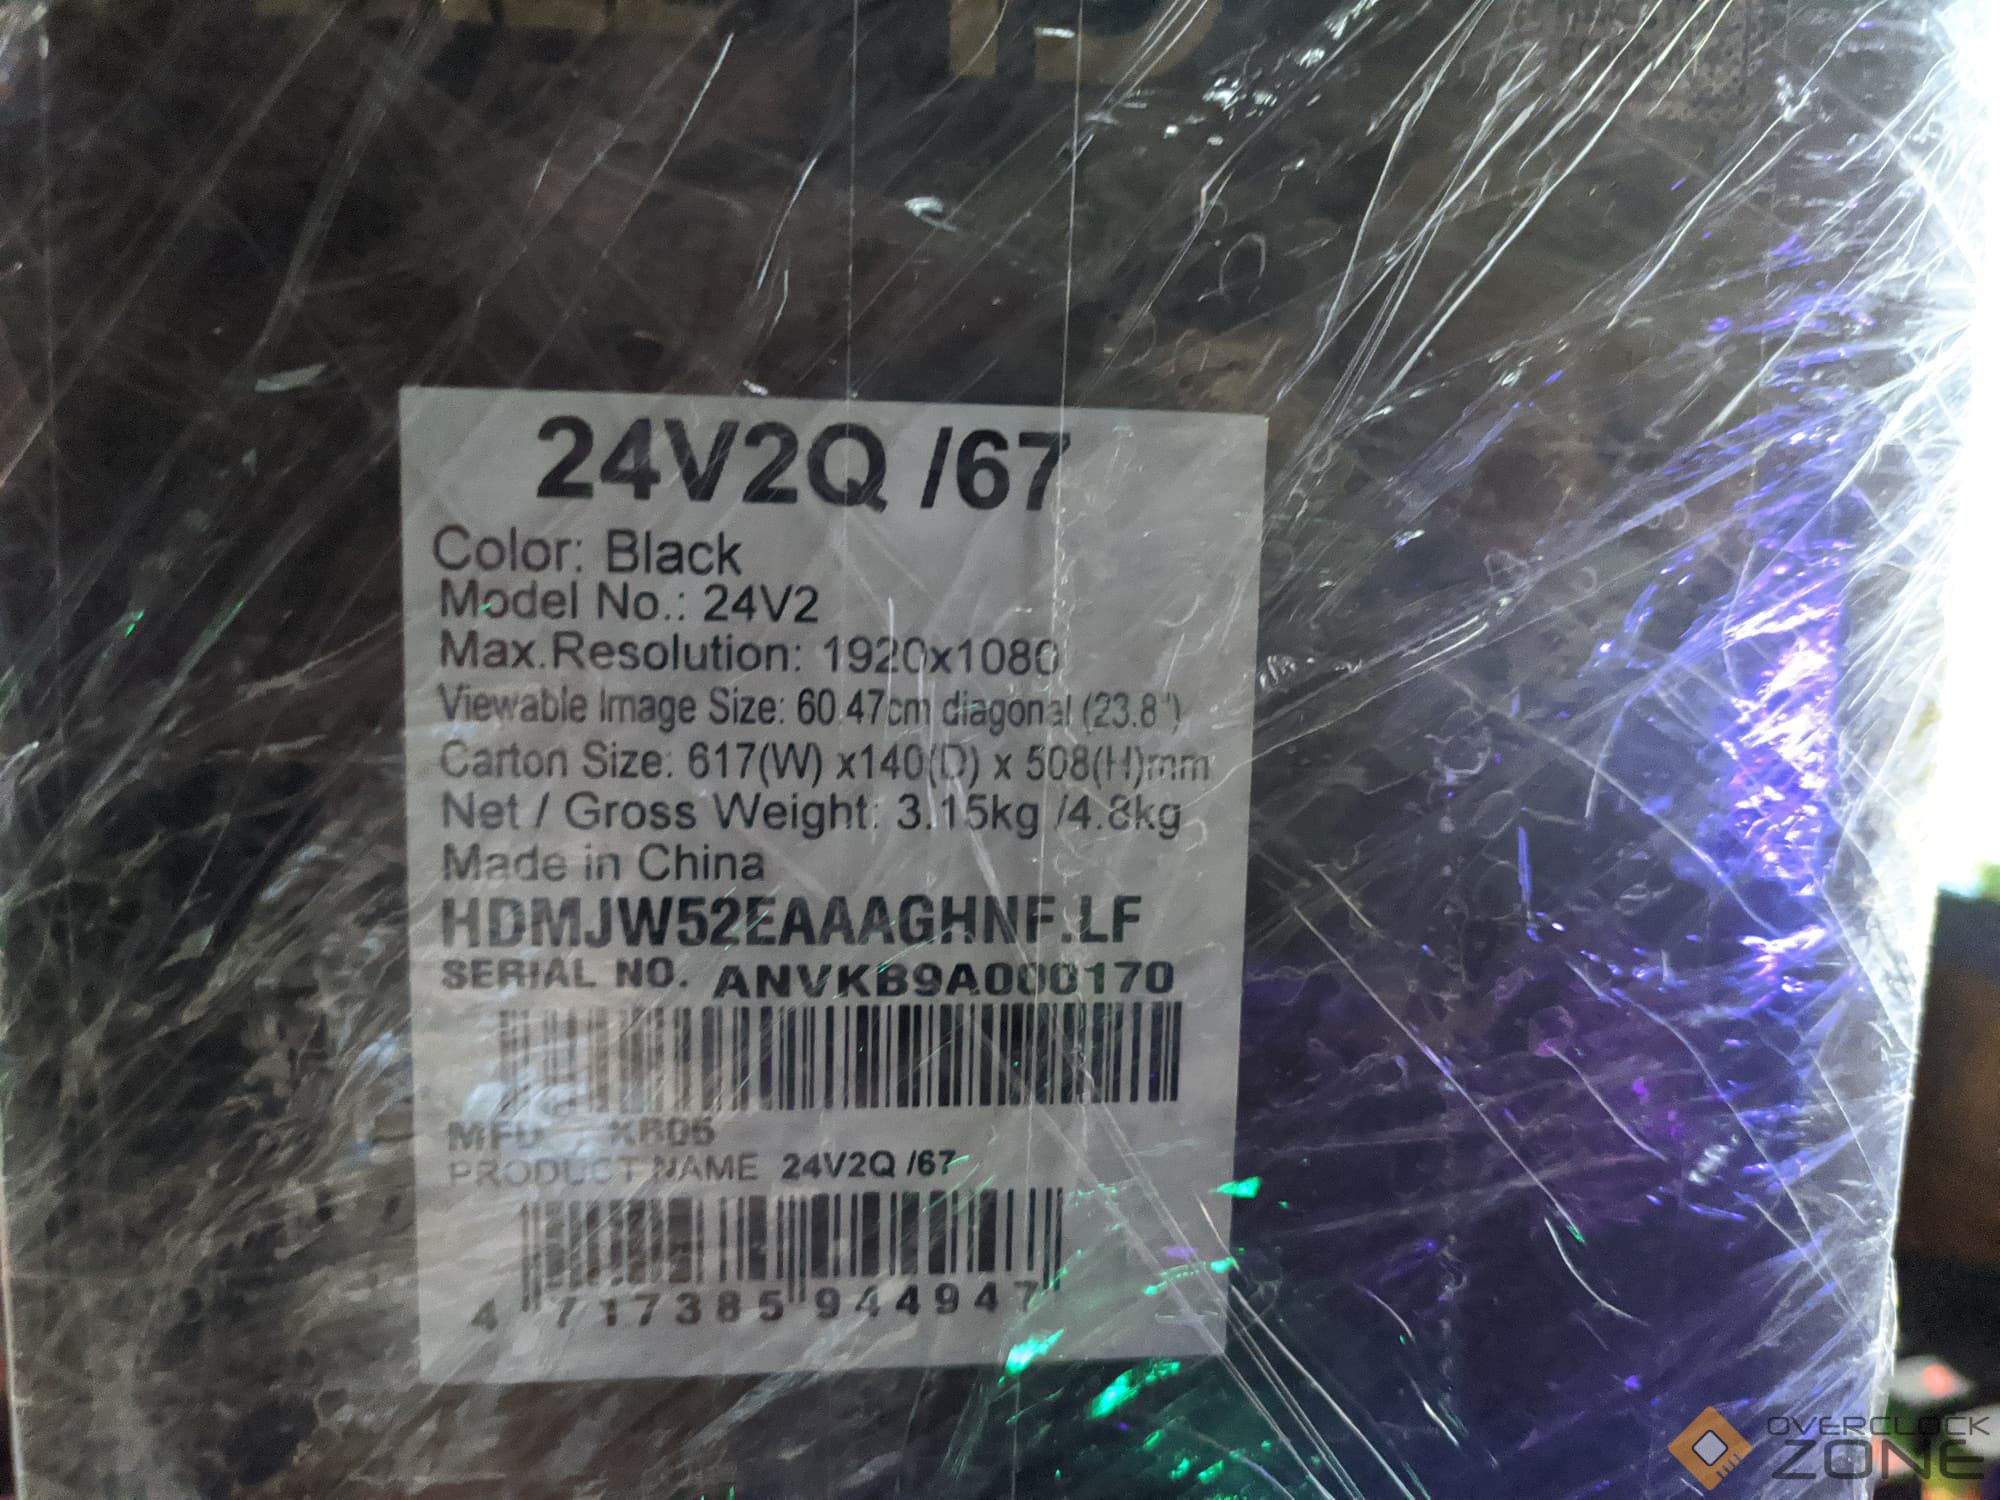 24V2Q /67
Color: Black
Model No.: 24V2
Max.Resolution: 1920x1080
Viewable Image Size: 60.47cm diagonal (23.8")
Carton Size: 617(W) x140(D) x 508(H)mm
Net / Gross Weight: 3.15kg /4.8kg
Made in China
HDMJW52EAAAGHNF.LF
SERIAL NO. ANVKB9A000170
MFD KB05
PRODUCT NAME 24V2Q /67
4 717385 944947
OVERCLOCK
ZONE